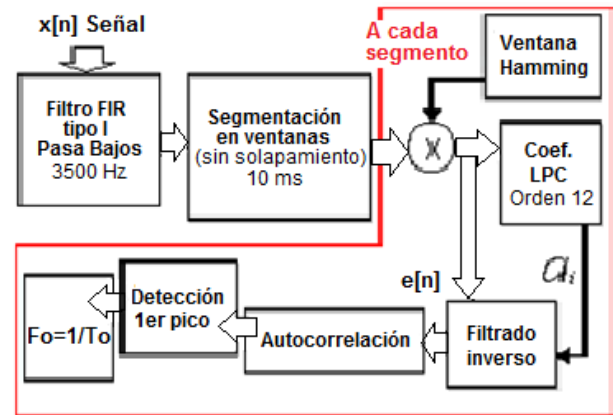 x[n] Señal
Filtro FIR
tipo I
Pasa Bajos
3500 Hz
Segmentación
en ventanas
(sin solapamiento)
10 ms
A cada
segmento
Ventana
Hamming
X
Coef.
LPC
Orden 12
a_i
e[n]
Filtrado
inverso
Autocorrelación
Detección
1er pico
Fo=1/To